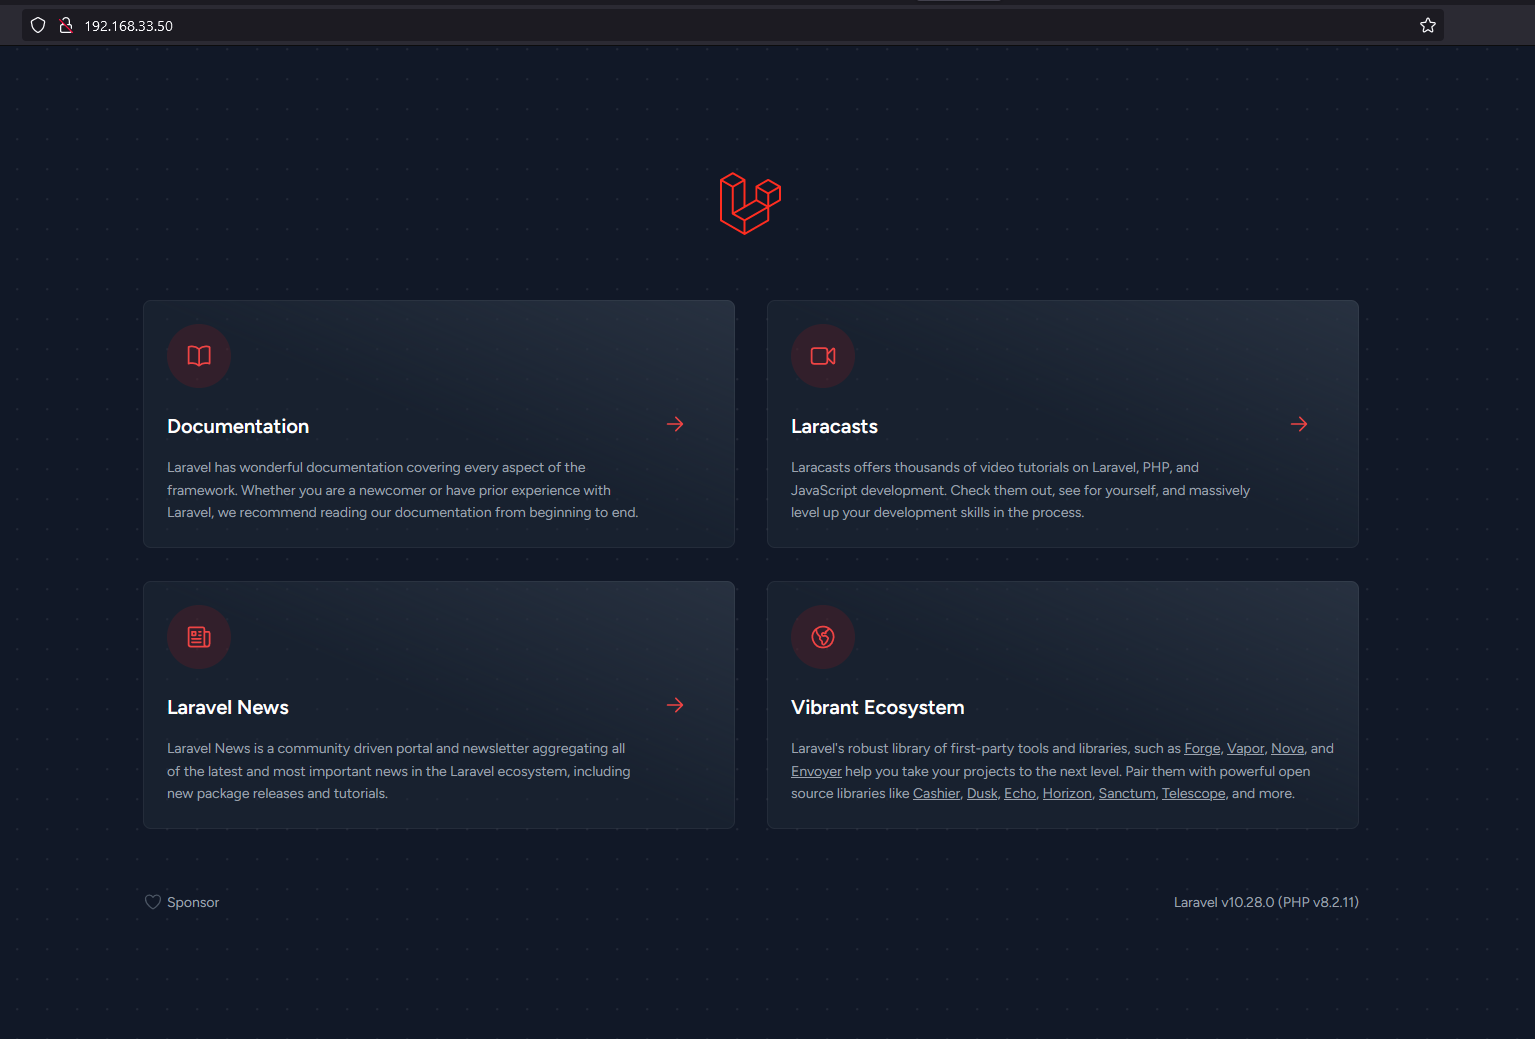 192.168.33.50
Documentation
Laravel has wonderful documentation covering every aspect of the
framework. Whether you are a newcomer or have prior experience with
Laravel, we recommend reading our documentation from beginning to end.
Laracasts
Laracasts offers thousands of video tutorials on Laravel, PHP, and
JavaScript development. Check them out, see for yourself, and massively
level up your development skills in the process.
Laravel News
Laravel News is a community driven portal and newsletter aggregating all
of the latest and most important news in the Laravel ecosystem, including
new package releases and tutorials.
Vibrant Ecosystem
Laravel's robust library of first-party tools and libraries, such as Forge, Vapor, Nova, and
Envoyer help you take your projects to the next level. Pair them with powerful open
source libraries like Cashier, Dusk, Echo, Horizon, Sanctum, Telescope, and more.
Sponsor
Laravel v10.28.0 (PHP v8.2.11)